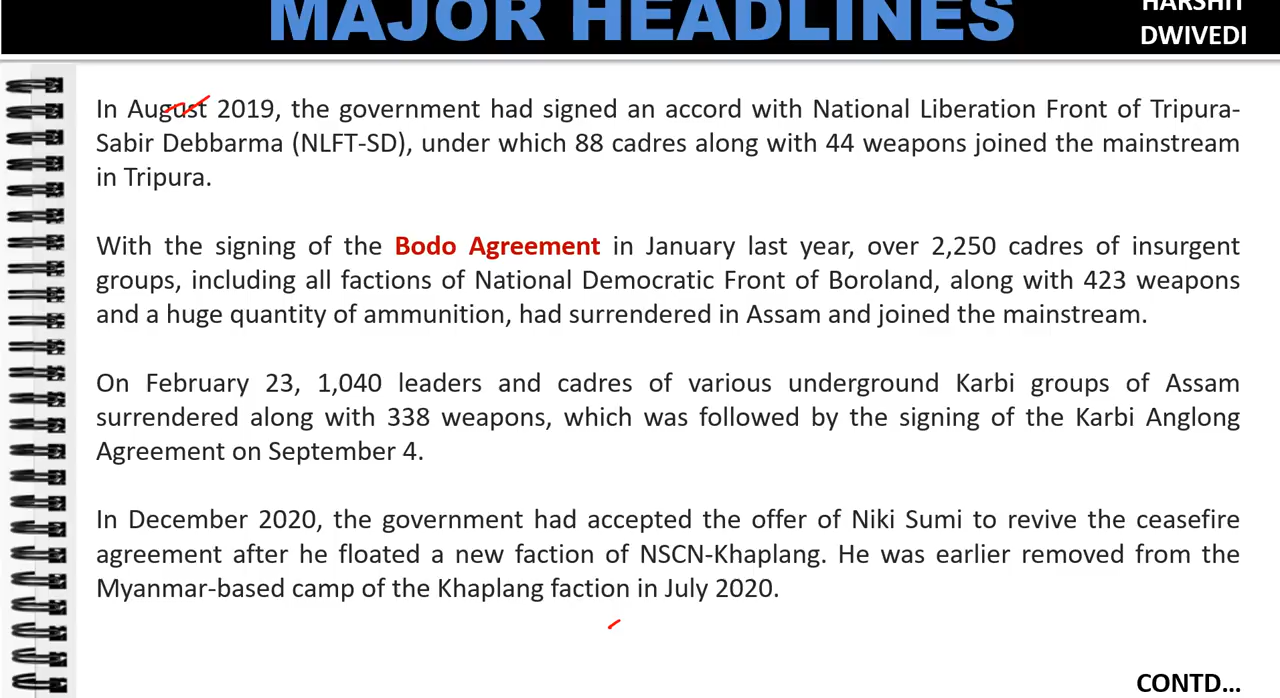 MAJOR HEADLINES
HARSHIT
DWIVEDI
In August 2019, the government had signed an accord with National Liberation Front of Tripura-
Sabir Debbarma (NLFT-SD), under which 88 cadres along with 44 weapons joined the mainstream
in Tripura.
With the signing of the Bodo Agreement in January last year, over 2,250 cadres of insurgent
groups, including all factions of National Democratic Front of Boroland, along with 423 weapons
and a huge quantity of ammunition, had surrendered in Assam and joined the mainstream.
On February 23, 1,040 leaders and cadres of various underground Karbi groups of Assam
surrendered along with 338 weapons, which was followed by the signing of the Karbi Anglong
Agreement on September 4.
In December 2020, the government had accepted the offer of Niki Sumi to revive the ceasefire
agreement after he floated a new faction of NSCN-Khaplang. He was earlier removed from the
Myanmar-based camp of the Khaplang faction in July 2020.
CONTD...